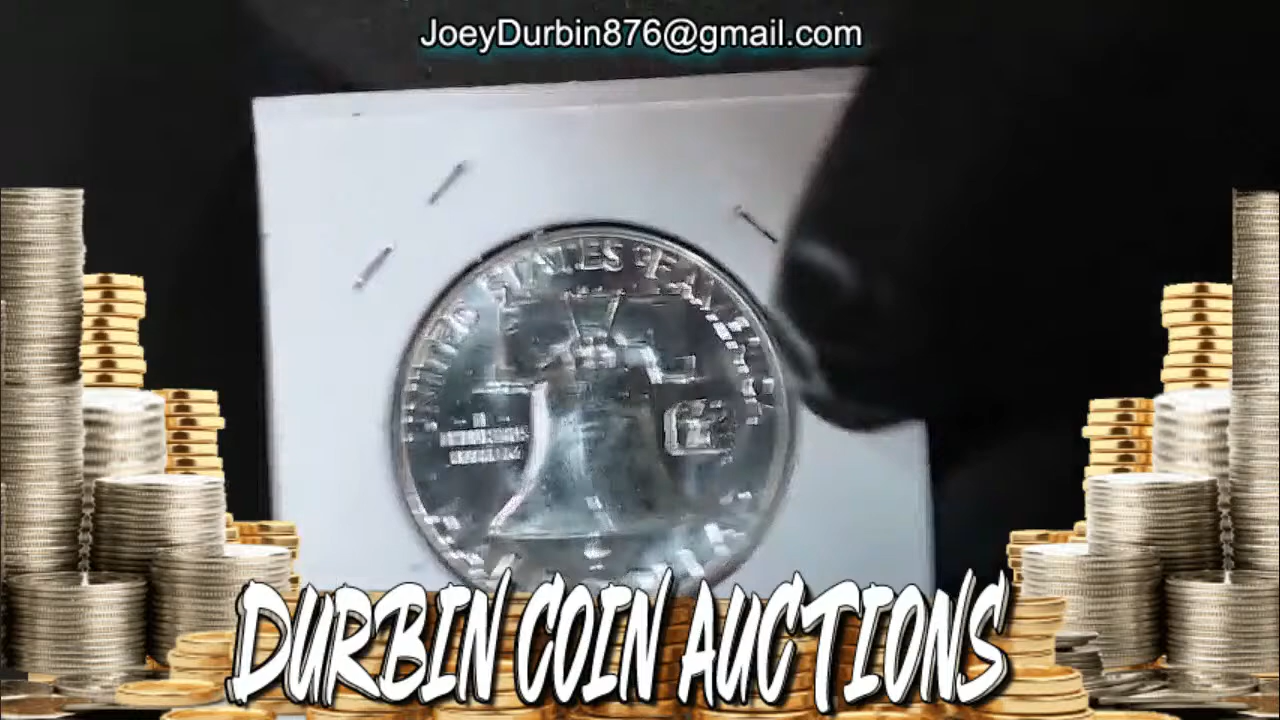 JoeyDurbin876@gmail.com
UNITED STATES OF AMERICA
DURBIN COIN AUCTIONS